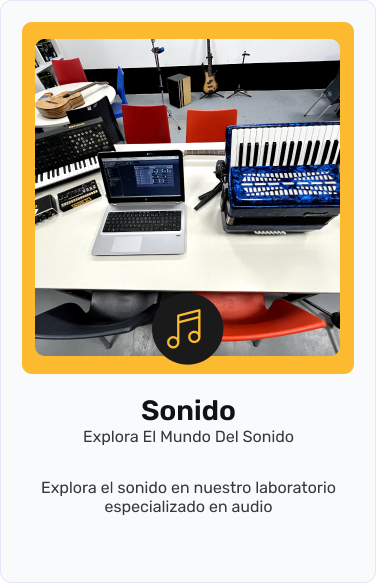 Sonido
Explora El Mundo Del Sonido
Explora el sonido en nuestro laboratorio
especializado en audio